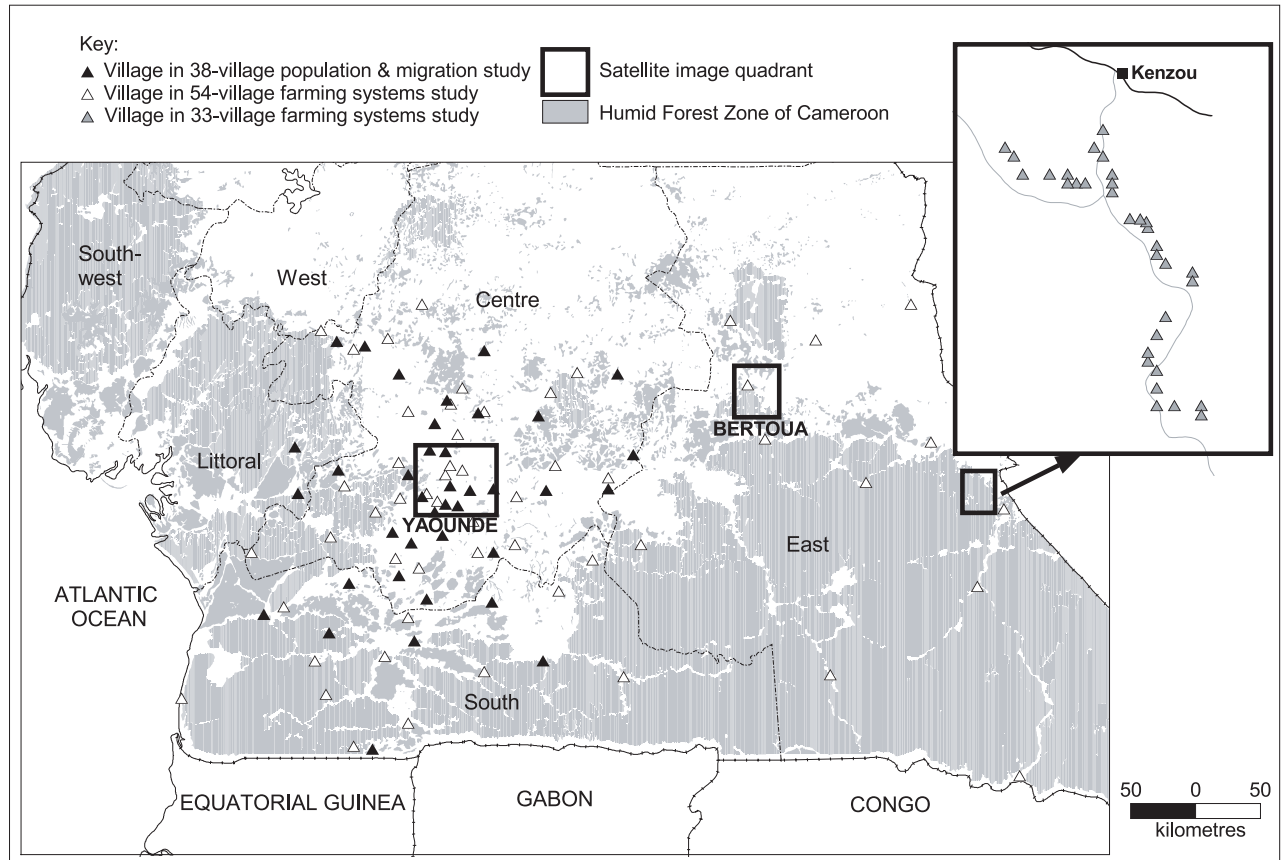 Key:
Village in 38-village population & migration study
Village in 54-village farming systems study
Village in 33-village farming systems study
Satellite image quadrant
Humid Forest Zone of Cameroon
Kenzou
South-
west
West
Centre
BERTOUA
Littoral
YAOUNDE
East
ATLANTIC
OCEAN
South
EQUATORIAL GUINEA
GABON
CONGO
50 0 50
kilometres